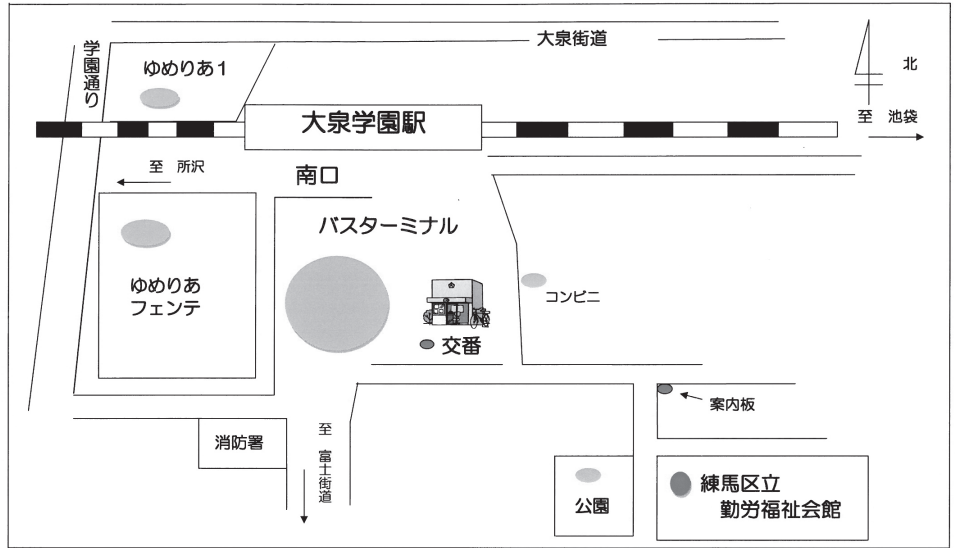 大泉街道
学園通り
ゆめりあ1
北
大泉学園駅
至 池袋
至 所沢
南口
バスターミナル
ゆめりあ
フェンテ
コンビニ
交番
案内板
消防署
至 富士街道
公園
練馬区立
勤労福祉会館